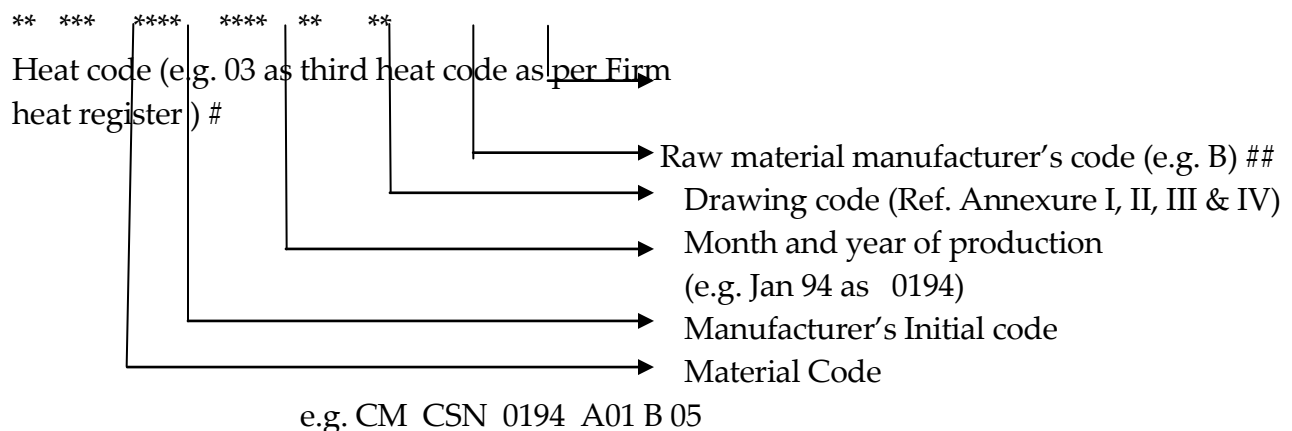 ** *** **** **** ** **
Heat code (e.g. 03 as third heat code as per Firm
heat register ) #
Raw material manufacturer’s code (e.g. B) ##
Drawing code (Ref. Annexure I, II, III & IV)
Month and year of production
(e.g. Jan 94 as 0194)
Manufacturer’s Initial code
Material Code
e.g. CM CSN 0194 A01 B 05